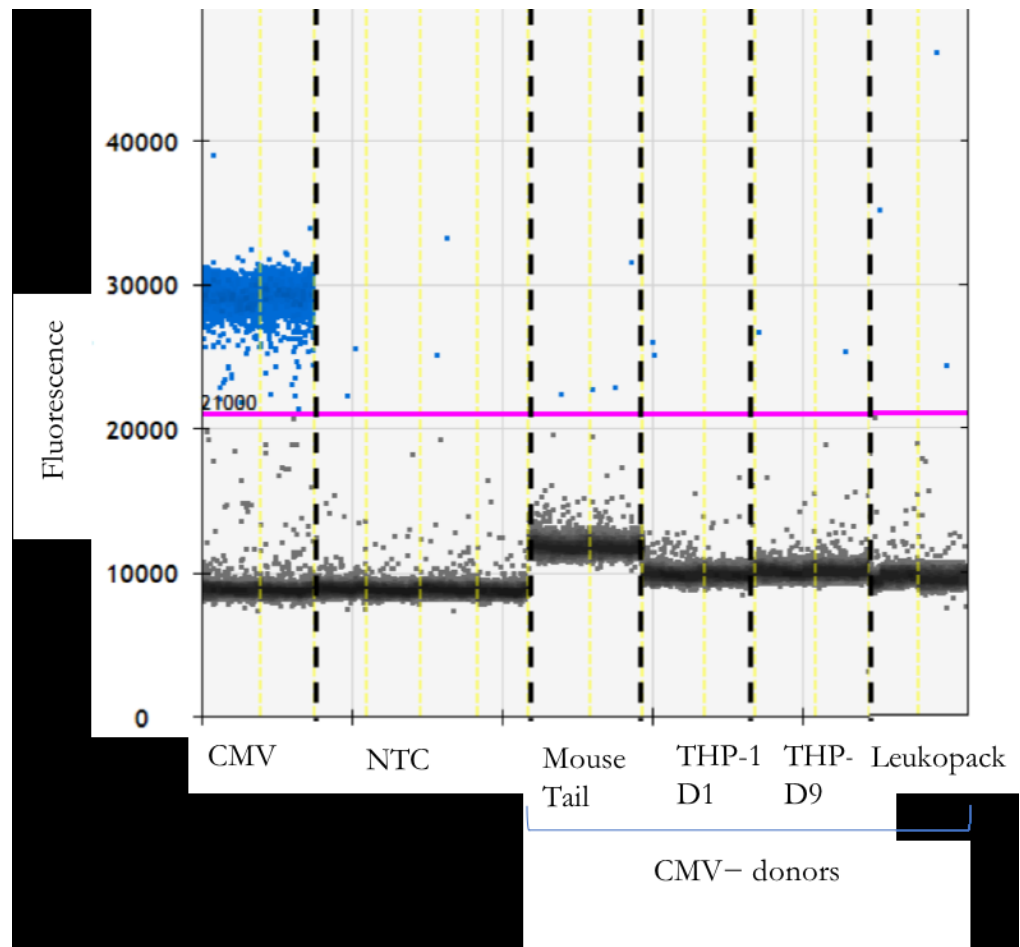 40000
30000
21000
20000
10000
0
Fluorescence
CMV
NTC
Mouse
Tail
THP-1
D1
THP-
D9
Leukopack
CMV− donors